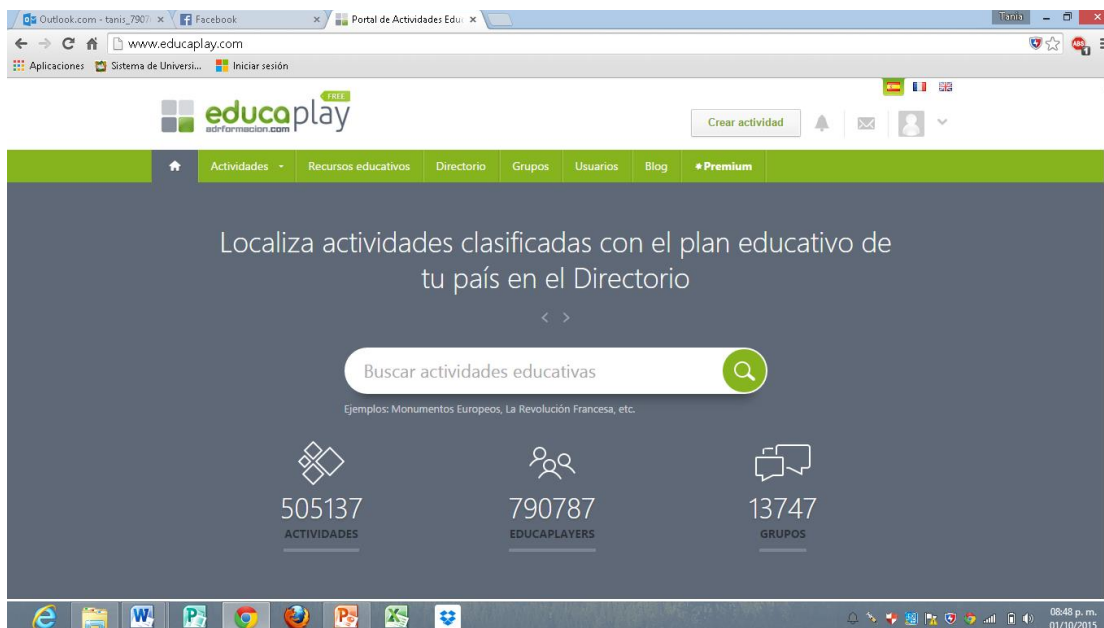 Outlook.com - tanis_7907
Facebook
Portal de Actividades Edu
Tania
www.educaplay.com
ABS
1
Aplicaciones
Sistema de Universi...
Iniciar sesión
FREE
educaplay
adrformacion.com
Crear actividad
Actividades
Recursos educativos
Directorio
Grupos
Usuarios
Blog
Premium
Localiza actividades clasificadas con el plan educativo de
tu país en el Directorio
Buscar actividades educativas
Ejemplos: Monumentos Europeos, La Revolución Francesa, etc.
505137
790787
13747
ACTIVIDADES
EDUCAPLAYERS
GRUPOS
08:48 p. m.
01/10/2015